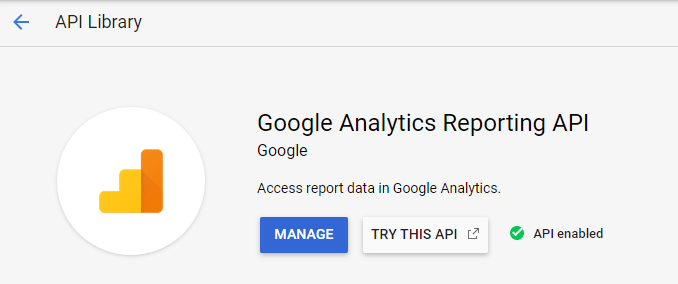 API Library
Google Analytics Reporting API
Google
Access report data in Google Analytics.
MANAGE TRY THIS API API enabled